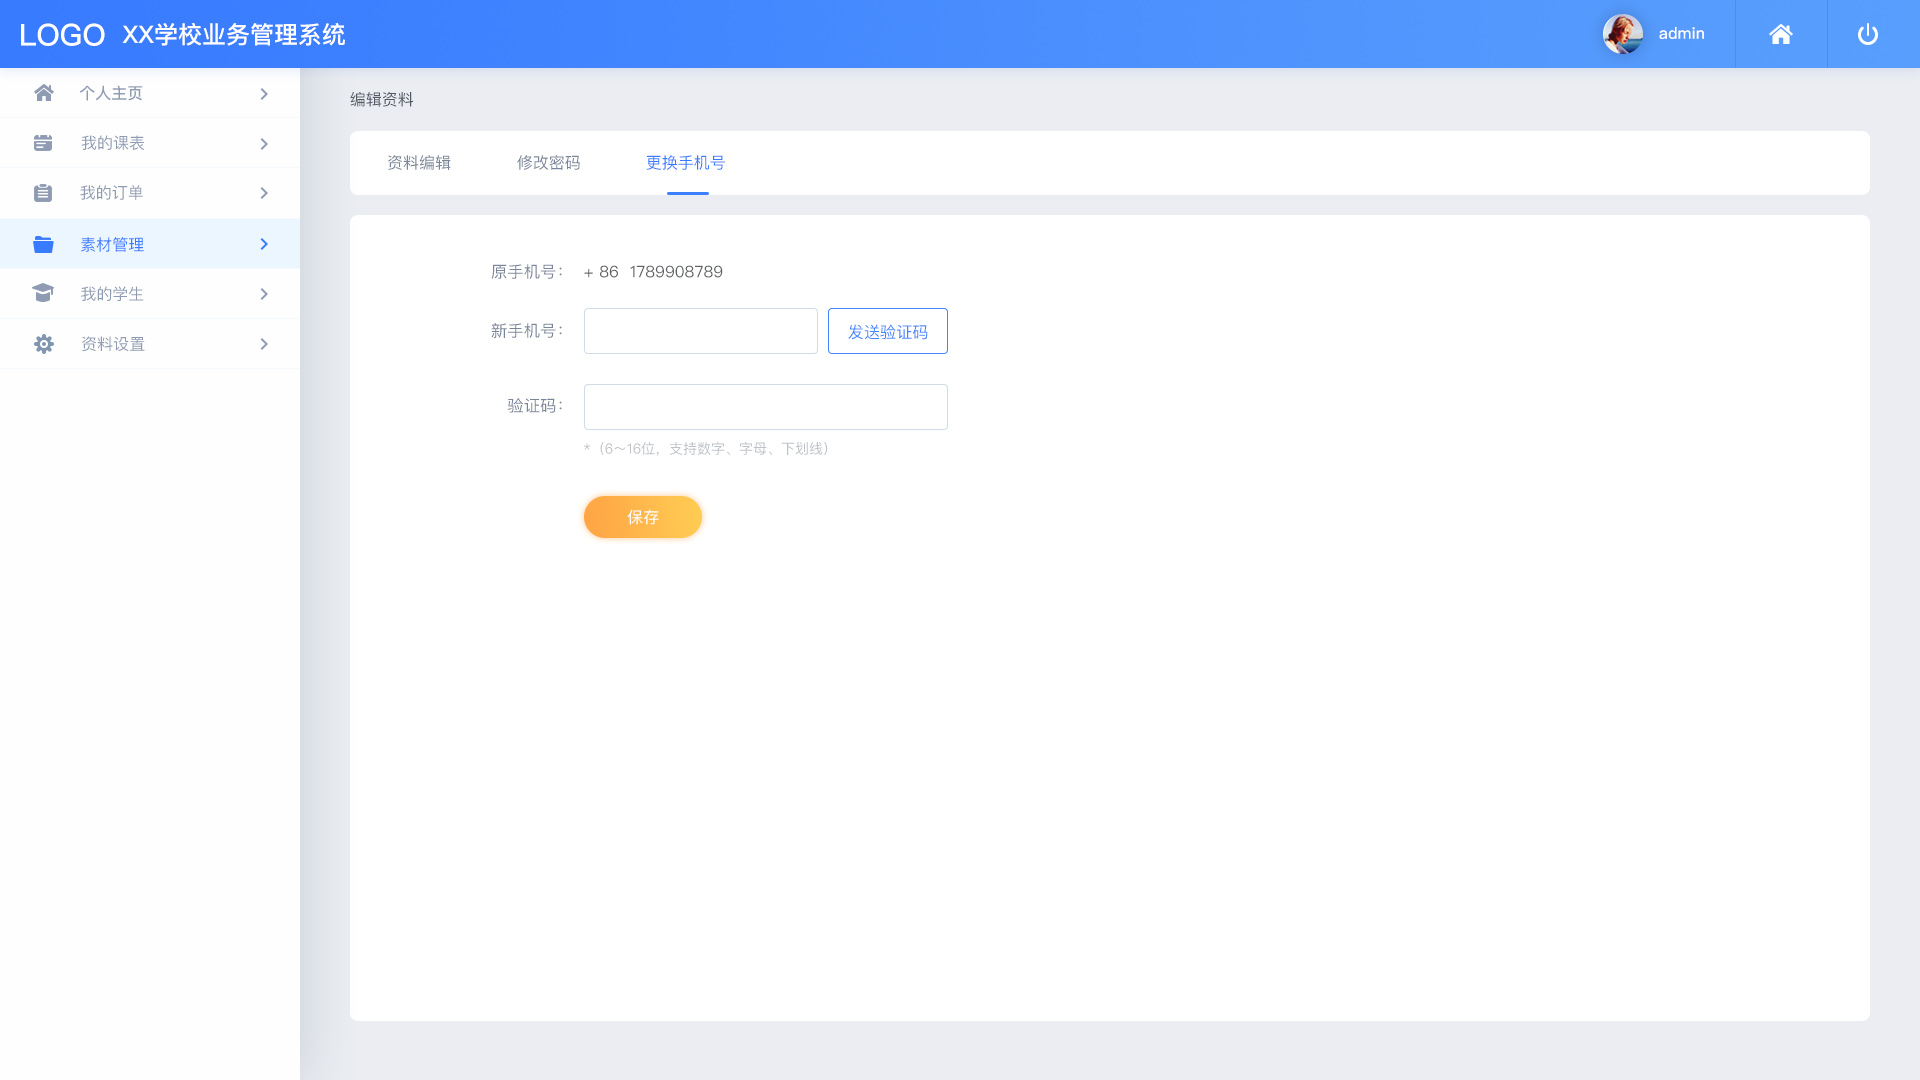 LOGO XX学校业务管理系统
admin
个人主页
我的课表
我的订单
素材管理
我的学生
资料设置
编辑资料
资料编辑 修改密码 更换手机号
原手机号： + 86 1789908789
新手机号： 发送验证码
验证码：
*（6～16位，支持数字、字母、下划线）
保存